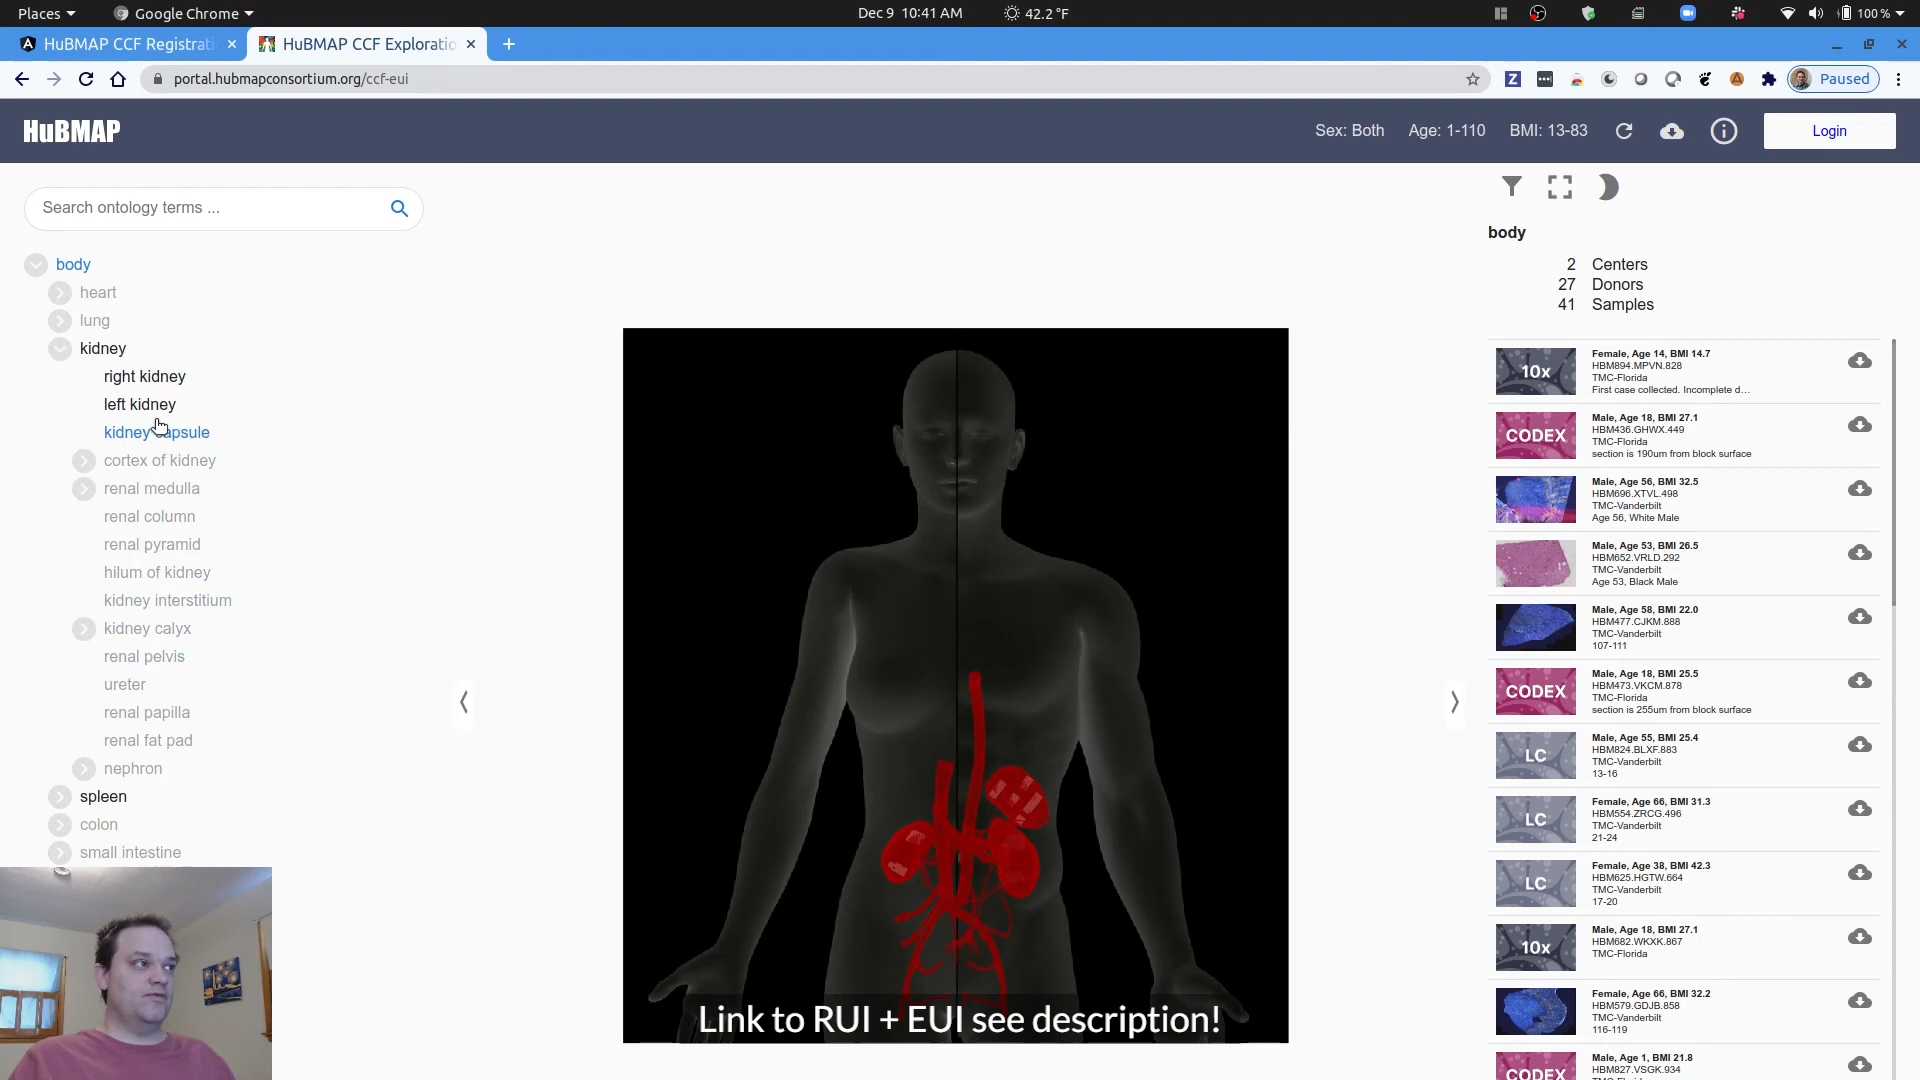 Places
Google Chrome
Dec 9 10:41 AM
42.2 °F
100 %
HuBMAP CCF Registrati
HuBMAP CCF Exploratio
portal.hubmapconsortium.org/ccf-eui
Paused
HuBMAP
Sex: Both
Age: 1-110
BMI: 13-83
Login
Search ontology terms ...
body
heart
lung
kidney
right kidney
left kidney
kidney capsule
cortex of kidney
renal medulla
renal column
renal pyramid
hilum of kidney
kidney interstitium
kidney calyx
renal pelvis
ureter
renal papilla
renal fat pad
nephron
spleen
colon
small intestine
Link to RUI + EUI see description!
body
2 Centers
27 Donors
41 Samples
10x
Female, Age 14, BMI 14.7
HBM894.MPVN.828
TMC-Florida
First case collected. Incomplete d...
CODEX
Male, Age 18, BMI 27.1
HBM436.GHWX.449
TMC-Florida
section is 190um from block surface
Male, Age 56, BMI 32.5
HBM696.XTVL.498
TMC-Vanderbilt
Age 56, White Male
Male, Age 53, BMI 26.5
HBM652.VRLD.292
TMC-Vanderbilt
Age 53, Black Male
Male, Age 58, BMI 22.0
HBM477.CJKM.888
TMC-Vanderbilt
107-111
CODEX
Male, Age 18, BMI 25.5
HBM473.VKCM.878
TMC-Florida
section is 255um from block surface
LC
Male, Age 55, BMI 25.4
HBM824.BLXF.883
TMC-Vanderbilt
13-16
LC
Female, Age 66, BMI 31.3
HBM554.ZRCG.496
TMC-Vanderbilt
21-24
LC
Female, Age 38, BMI 42.3
HBM625.HGTW.664
TMC-Vanderbilt
17-20
10x
Male, Age 18, BMI 27.1
HBM682.WKXK.867
TMC-Florida
Female, Age 66, BMI 32.2
HBM579.GDJB.858
TMC-Vanderbilt
116-119
CODEX
Male, Age 1, BMI 21.8
HBM827.VSGK.934